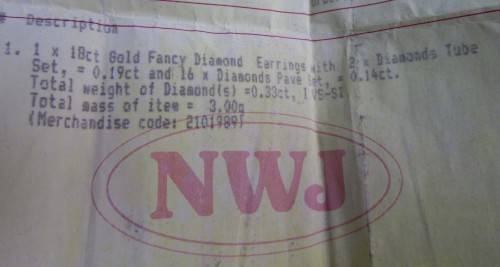 # Description
1. 1 x 18ct Gold Fancy Diamond Earrings with 2 x Diamonds Tube
Set, = 0.19ct and 16 x Diamonds Pave Set, = 0.14ct.
Total weight of Diamond(s) =0.33ct, I VS-SI
Total mass of item = 3.00g
(Merchandise code: 2101989)
NWJ